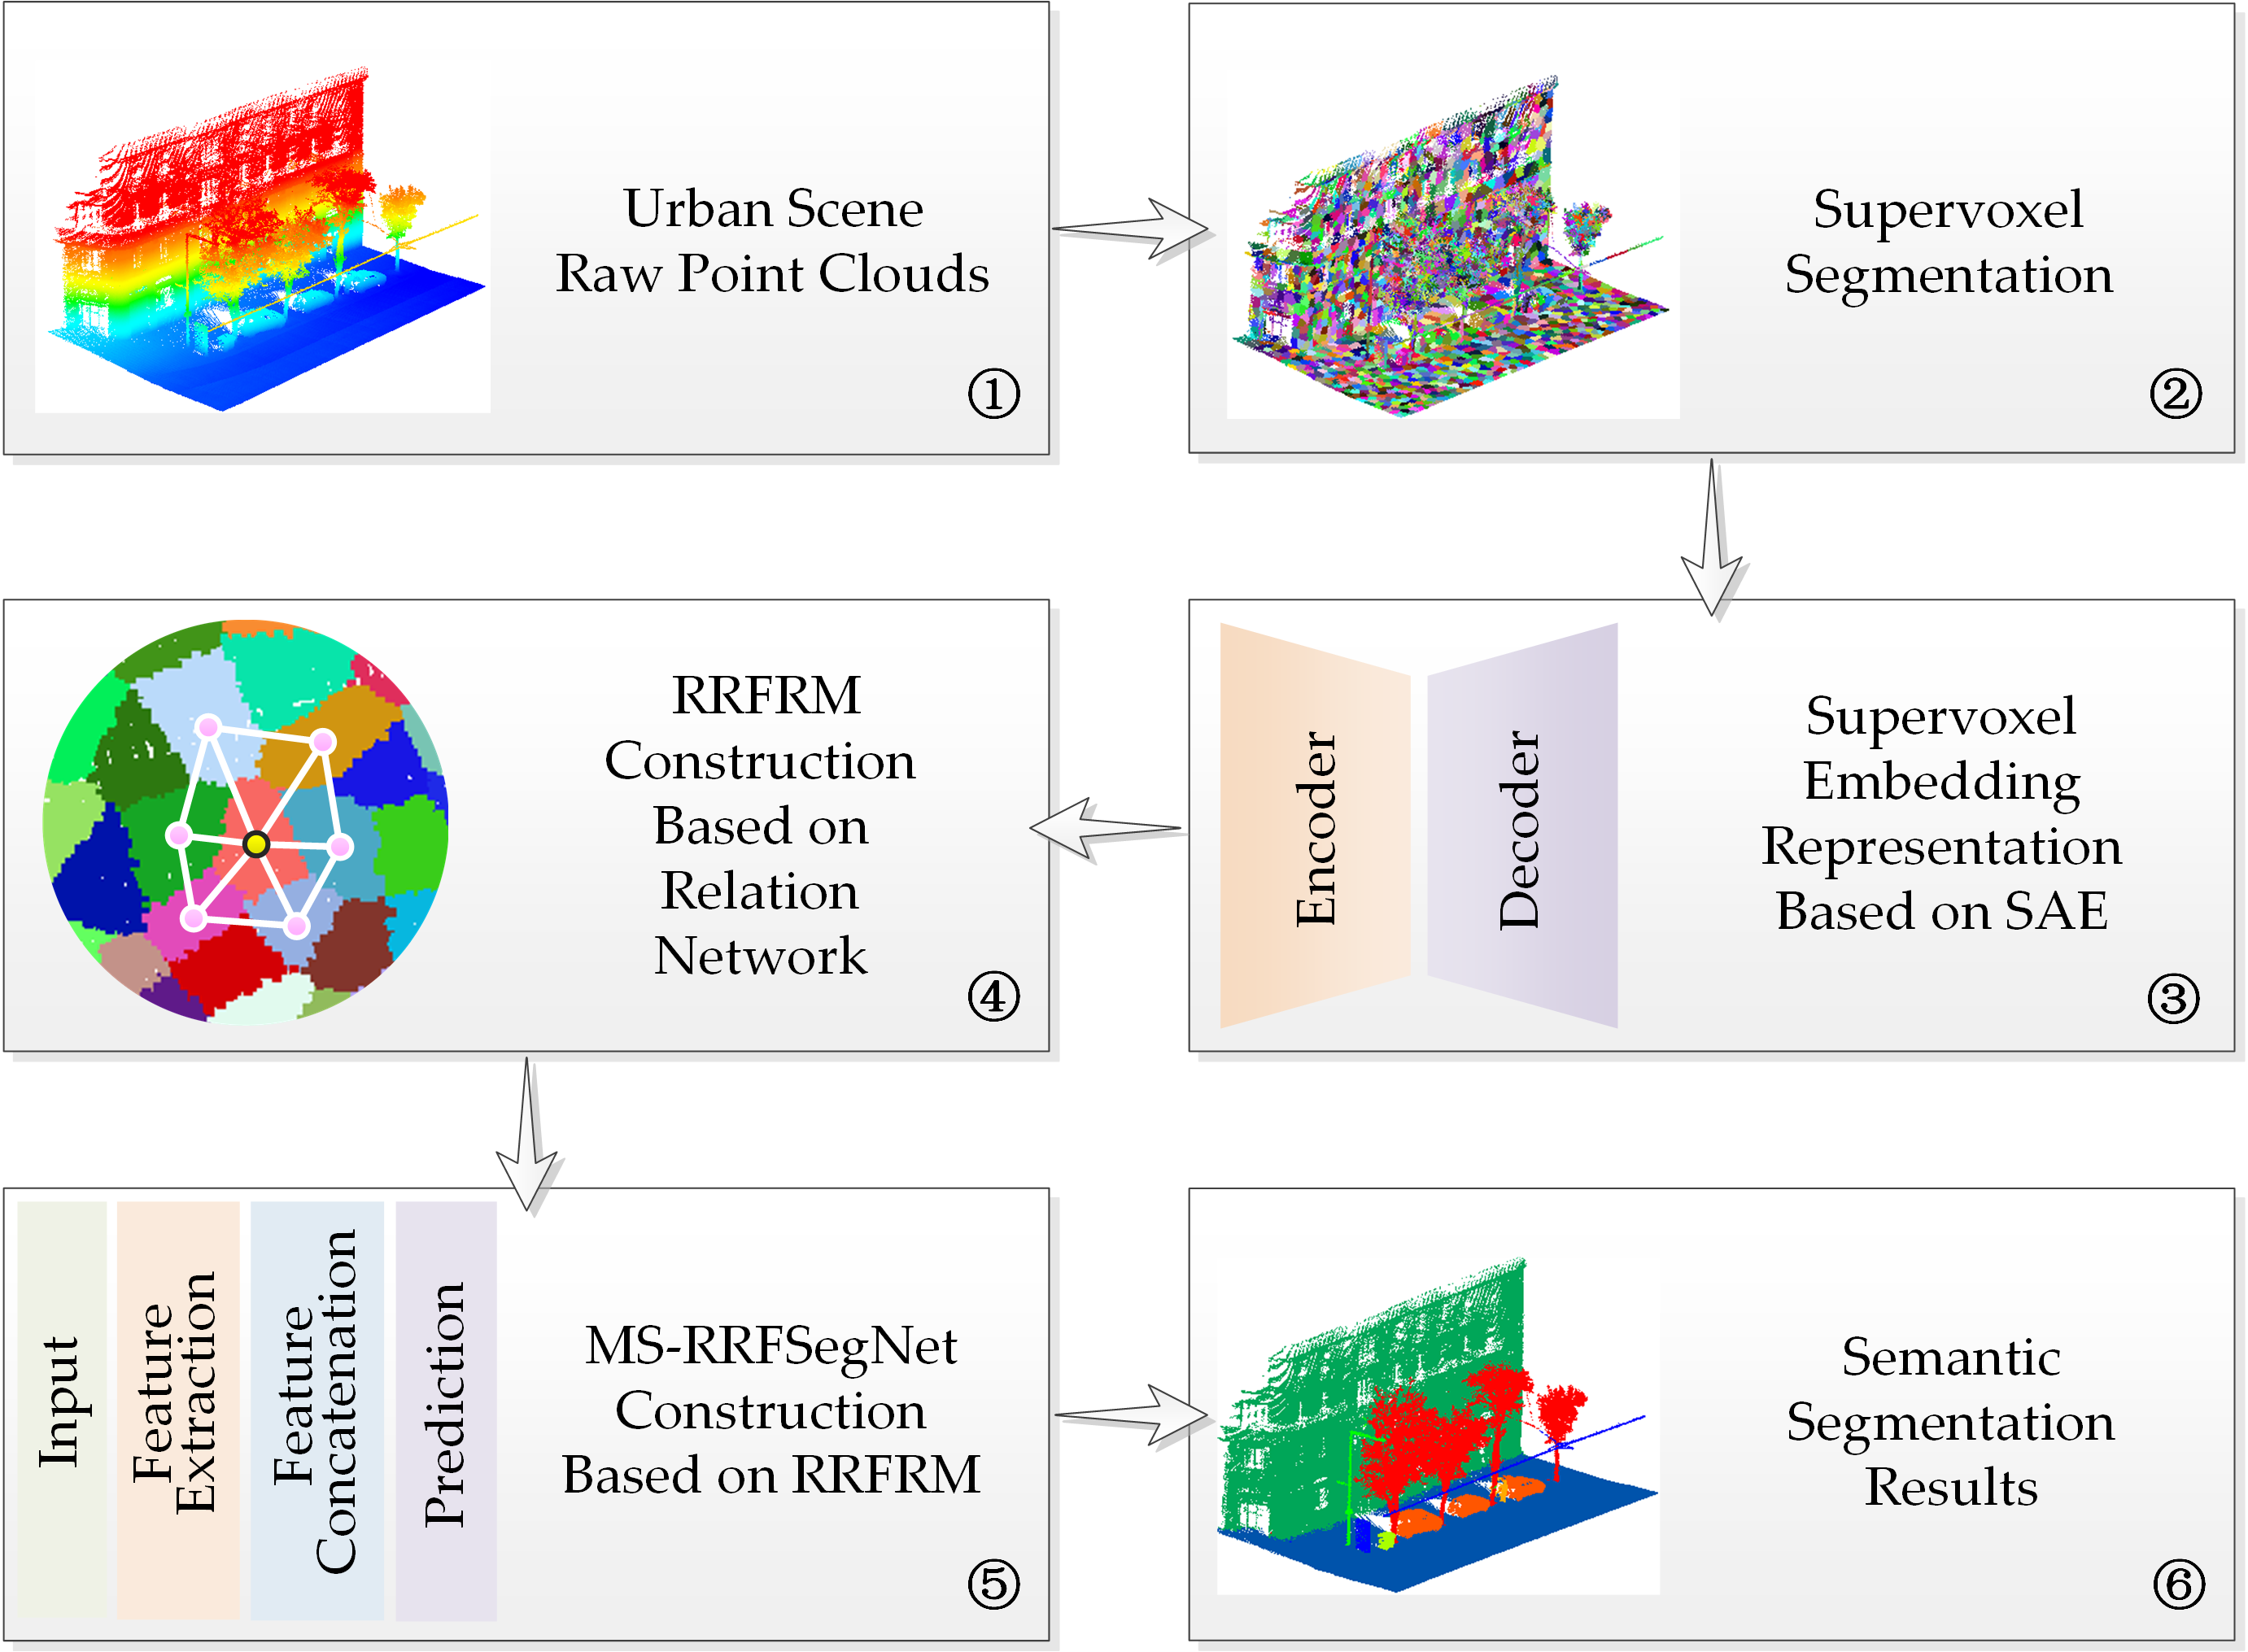 Urban Scene
Raw Point Clouds
①
Supervoxel
Segmentation
②
Encoder
Decoder
Supervoxel
Embedding
Representation
Based on SAE
③
RRFRM
Construction
Based on
Relation
Network
④
Input
Feature
Extraction
Feature
Concatenation
Prediction
MS-RRFSegNet
Construction
Based on RRFRM
⑤
Semantic
Segmentation
Results
⑥